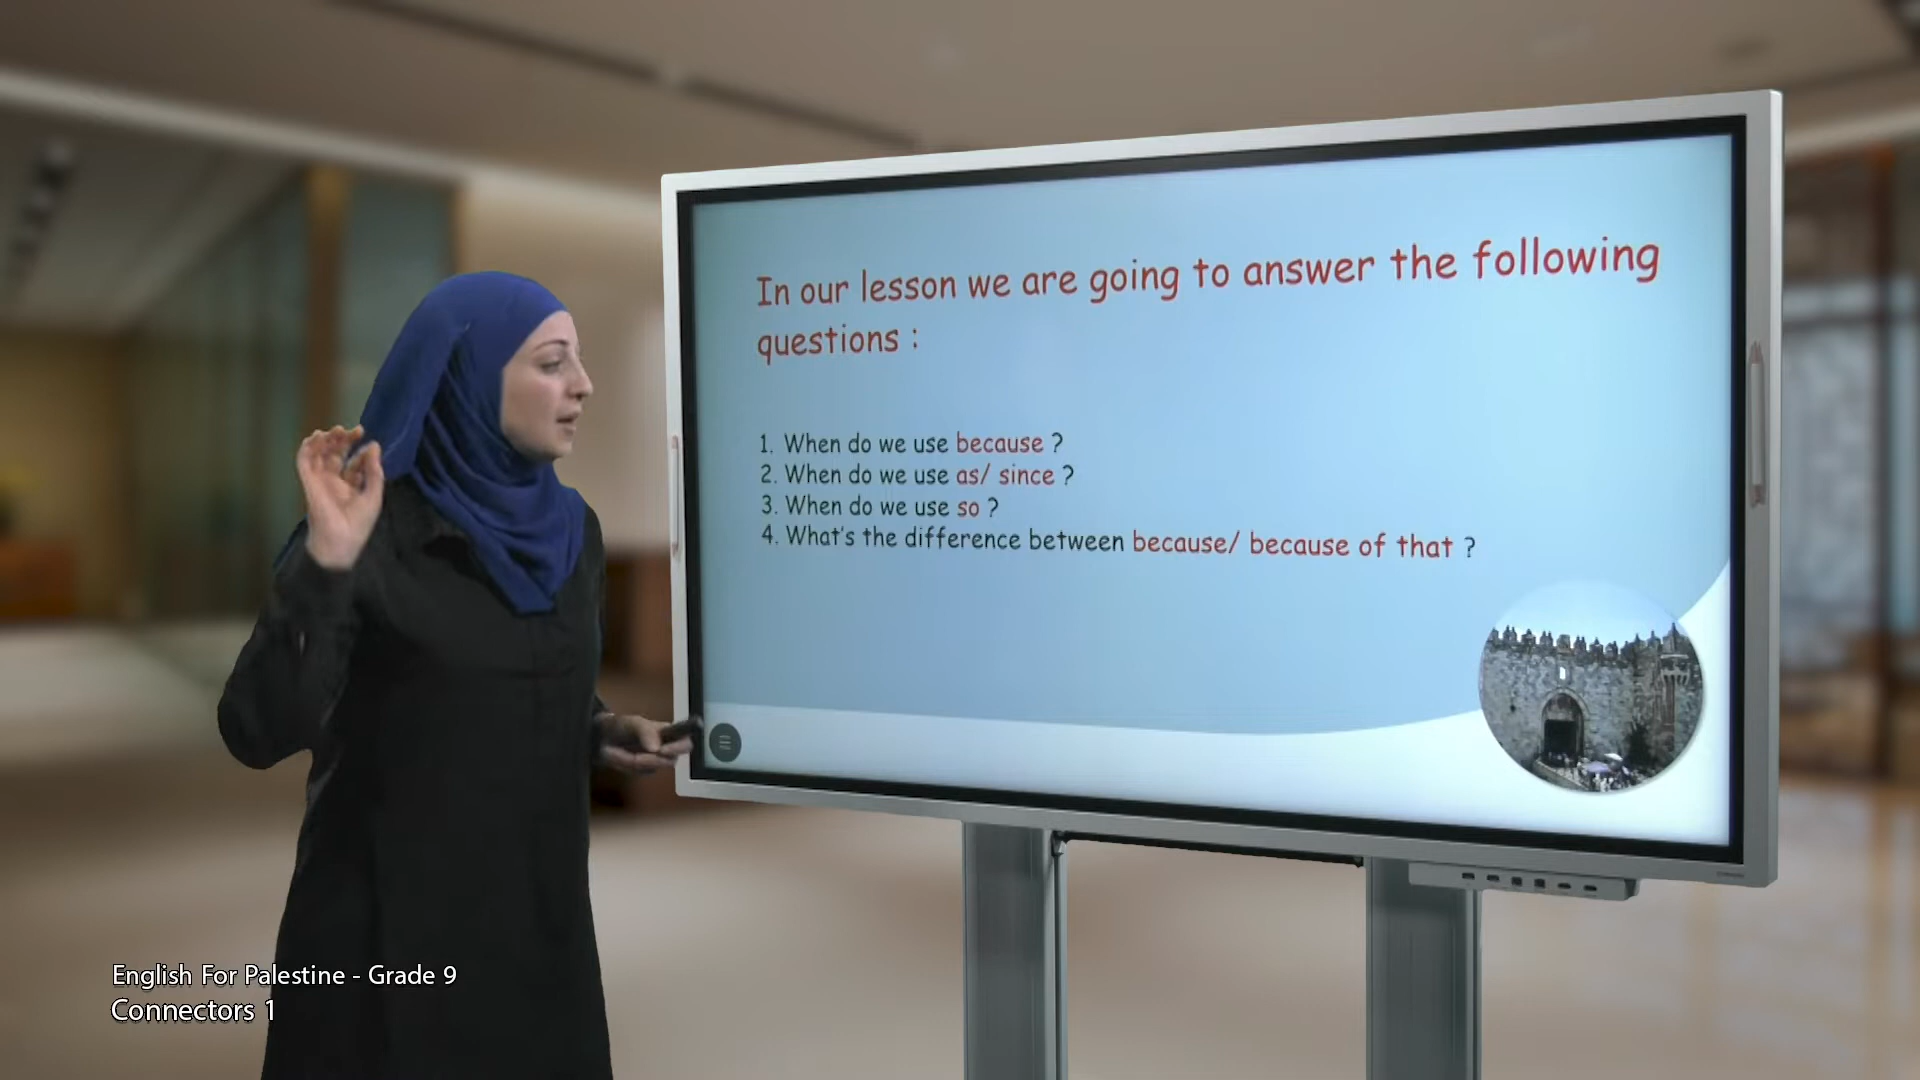 In our lesson we are going to answer the following
questions :
1. When do we use because ?
2. When do we use as/ since ?
3. When do we use so ?
4. What's the difference between because/ because of that ?
English For Palestine - Grade 9
Connectors 1